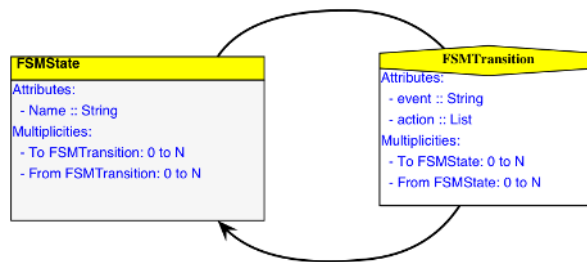 FSMState
Attributes:
- Name :: String
Multiplicities:
- To FSMTransition: 0 to N
- From FSMTransition: 0 to N
FSMTransition
Attributes:
- event :: String
- action :: List
Multiplicities:
- To FSMState: 0 to N
- From FSMState: 0 to N